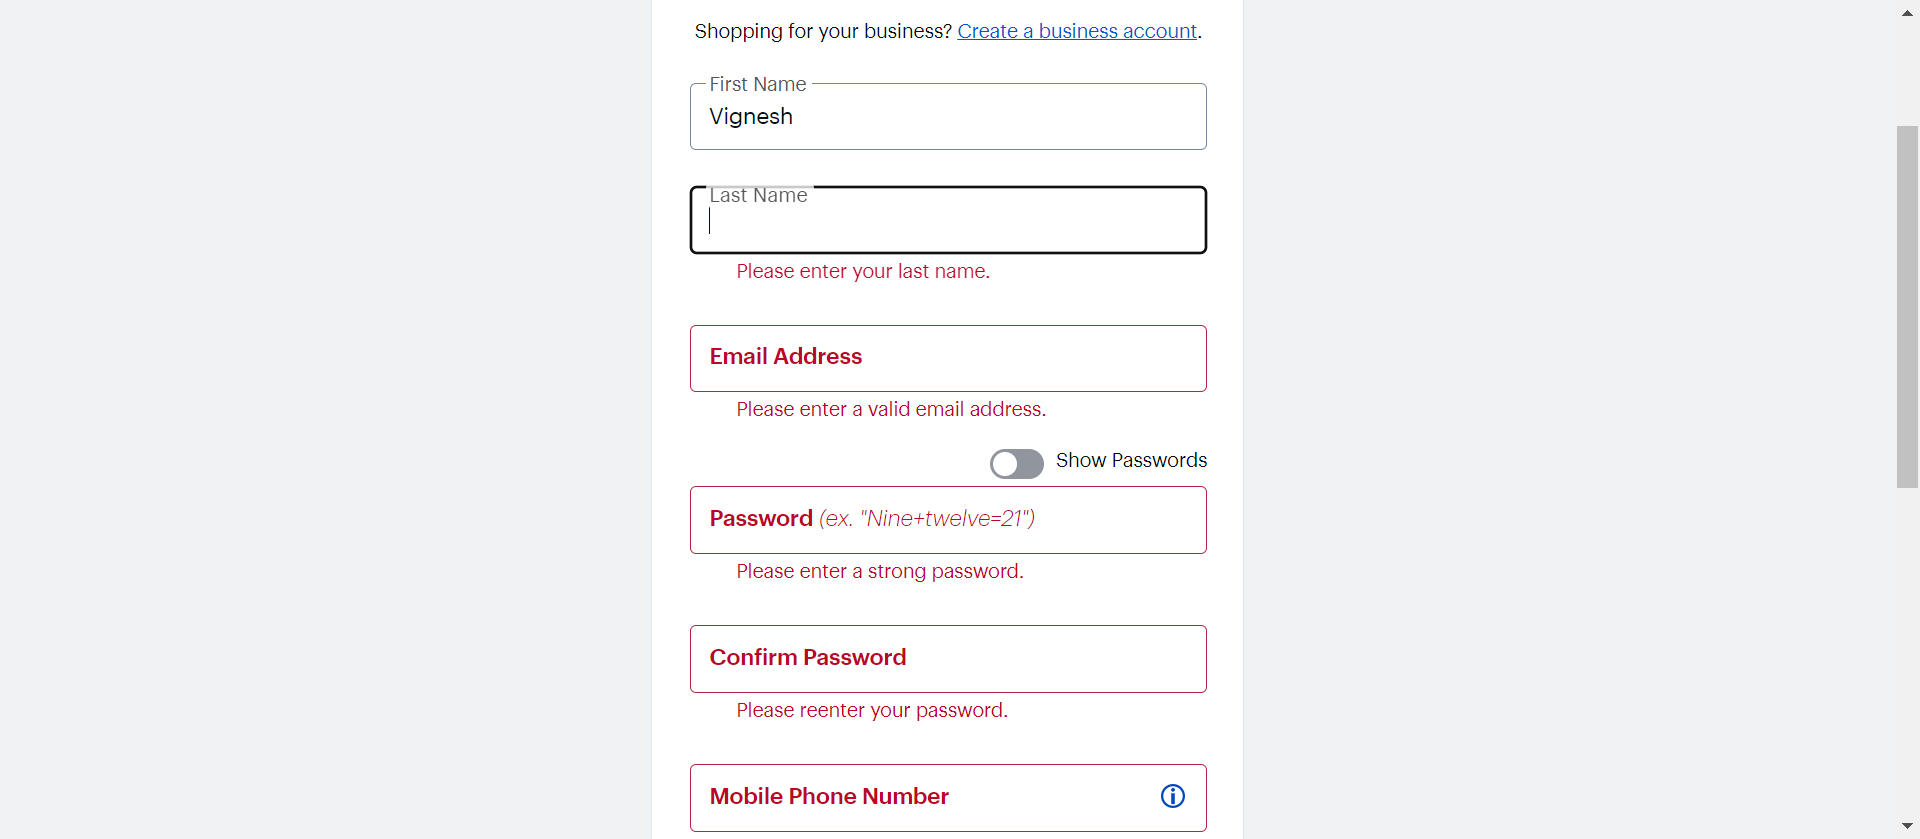 Shopping for your business? Create a business account.
First Name
Vignesh
Last Name
Please enter your last name.
Email Address
Please enter a valid email address.
Show Passwords
Password (ex. "Nine+twelve=21")
Please enter a strong password.
Confirm Password
Please reenter your password.
Mobile Phone Number